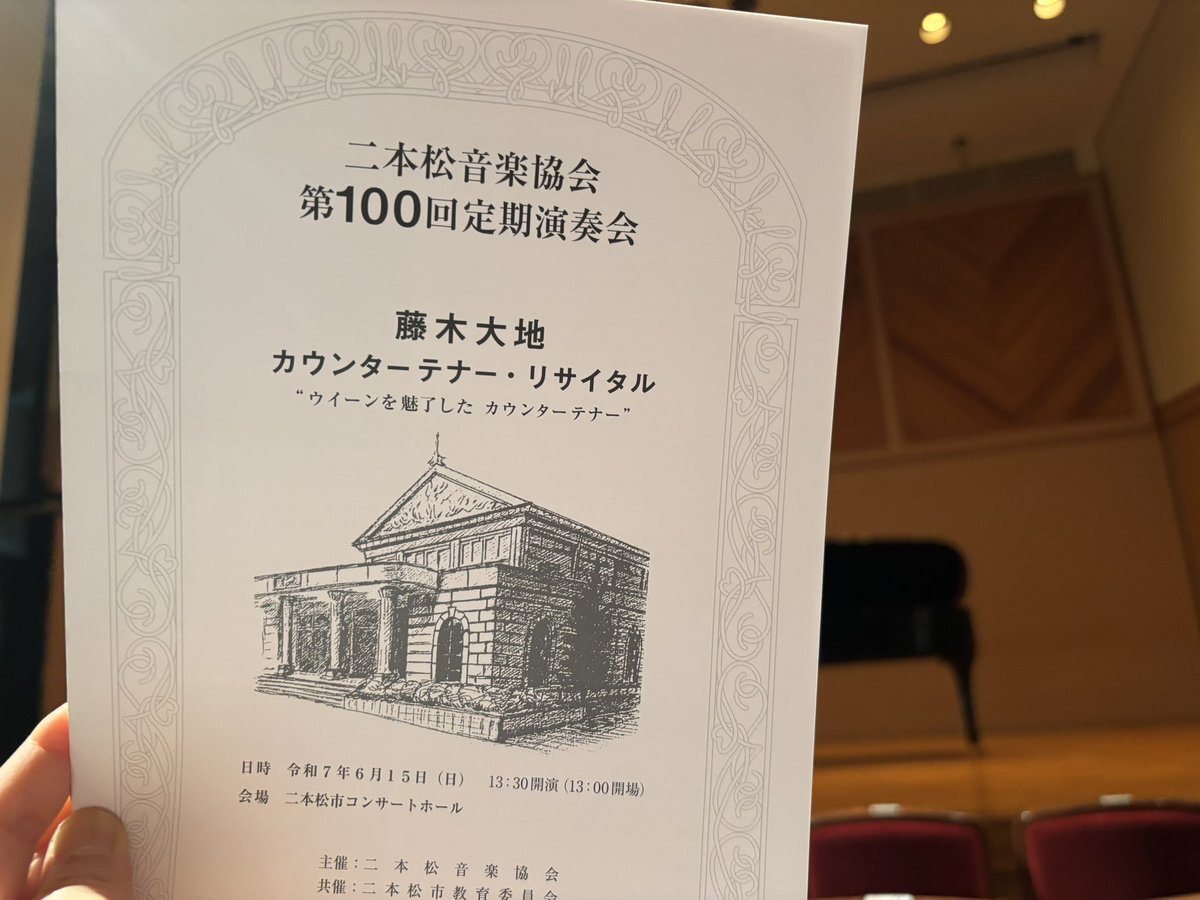 二本松音楽協会
第100回定期演奏会
藤木大地
カウンターテナー・リサイタル
“ウイーンを魅了した カウンターテナー”
日時 令和7年6月15日（日） 13:30開演（13:00開場）
会場 二本松市コンサートホール
主催：二本松音楽協会
共催：二本松市教育委員会